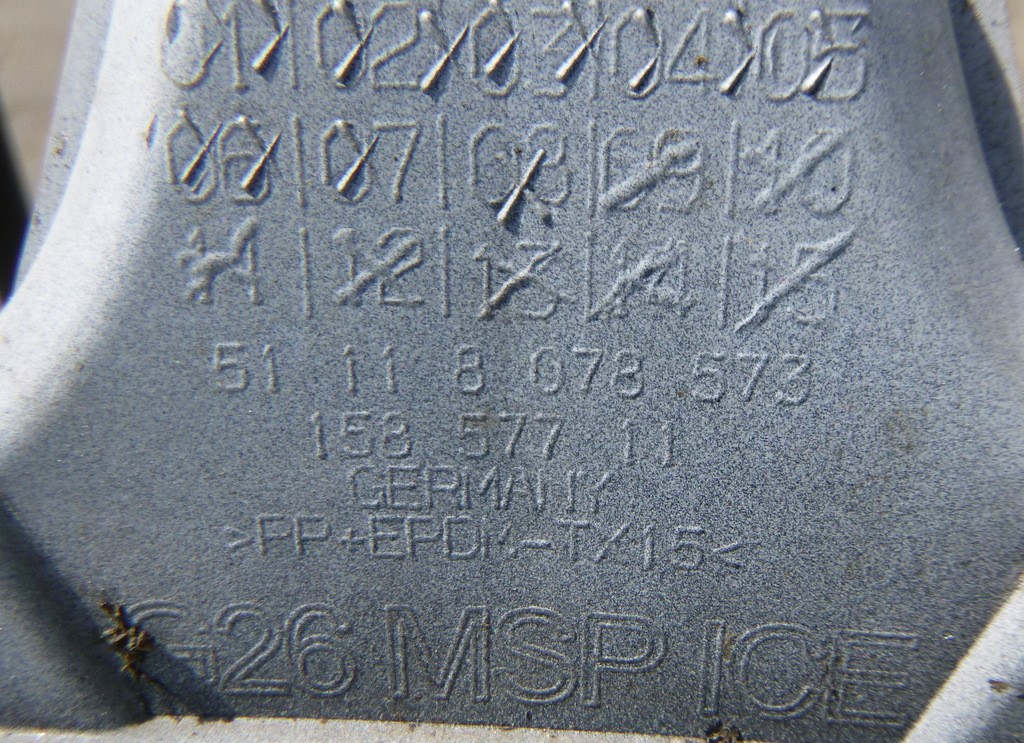 01 | 02 | 03 | 04 | 05
06 | 07 | 08 | 09 | 10
11 | 12 | 13 | 14 | 15
51 11 8 078 573
158 577 11
GERMANY
>PP+EPDM-TX15<
G26 MSP ICE